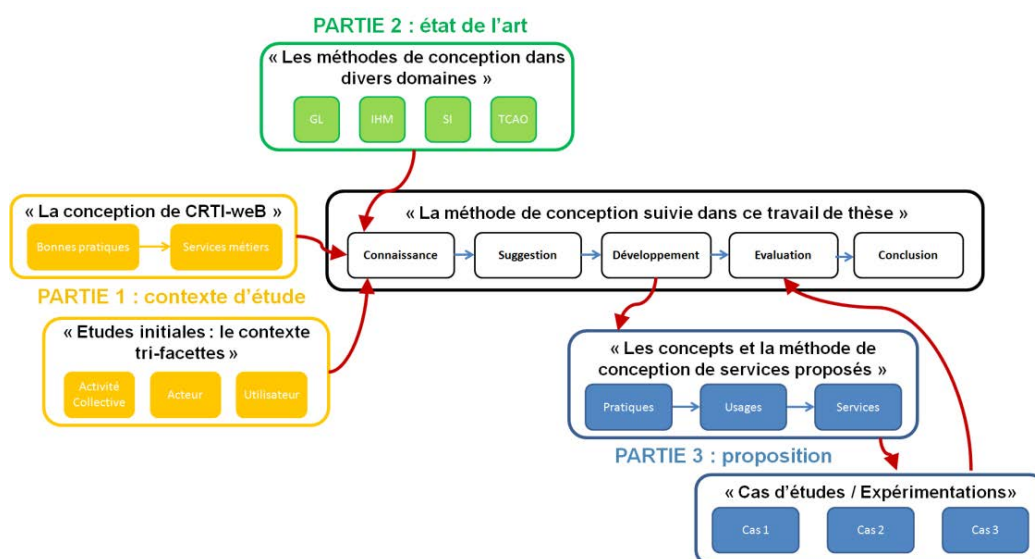 PARTIE 2 : état de l’art
« Les méthodes de conception dans
divers domaines »
GL
IHM
SI
TCAO
« La conception de CRTI-weB »
Bonnes pratiques
Services métiers
PARTIE 1 : contexte d’étude
« Etudes initiales : le contexte
tri-facettes »
Activité
Collective
Acteur
Utilisateur
« La méthode de conception suivie dans ce travail de thèse »
Connaissance
Suggestion
Développement
Evaluation
Conclusion
« Les concepts et la méthode de
conception de services proposés »
Pratiques
Usages
Services
PARTIE 3 : proposition
« Cas d’études / Expérimentations»
Cas 1
Cas 2
Cas 3